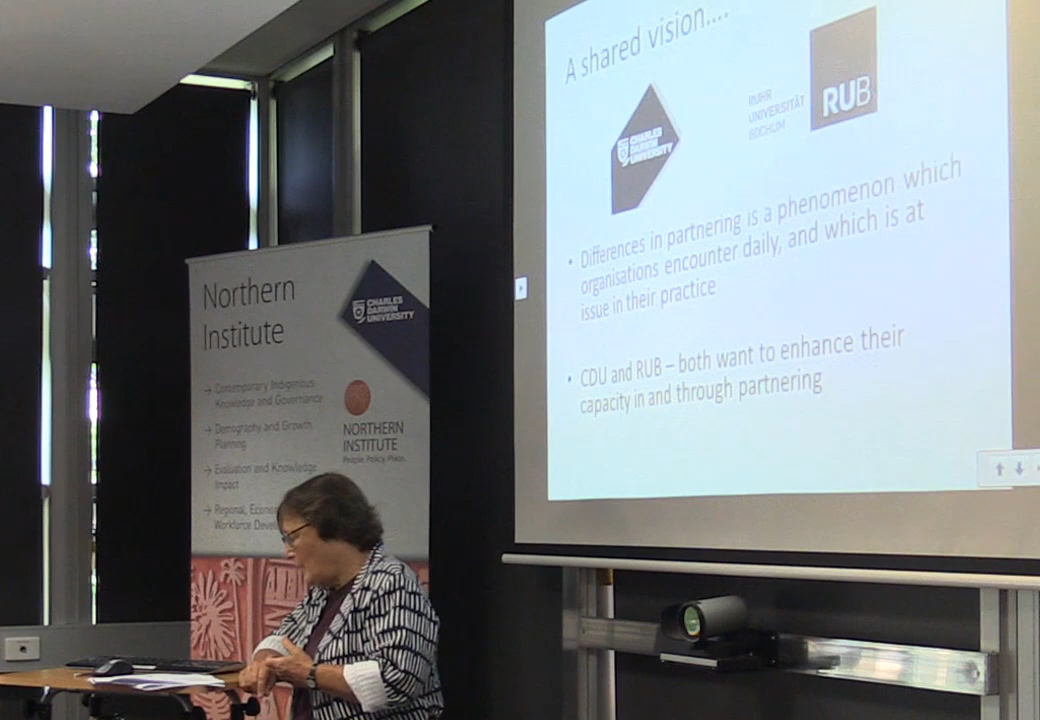 A shared vision....
CHARLES
DARWIN
UNIVERSITY
RUHR
UNIVERSITÄT
BOCHUM
RUB
• Differences in partnering is a phenomenon which
organisations encounter daily, and which is at
issue in their practice
• CDU and RUB – both want to enhance their
capacity in and through partnering
Northern
Institute
CHARLES
DARWIN
UNIVERSITY
→ Contemporary Indigenous
Knowledge and Governance
→ Demography and Growth
Planning
→ Evaluation and Knowledge
Impact
→ Regional, Econo
Workforce Devel
NORTHERN
INSTITUTE
People. Policy. Place.